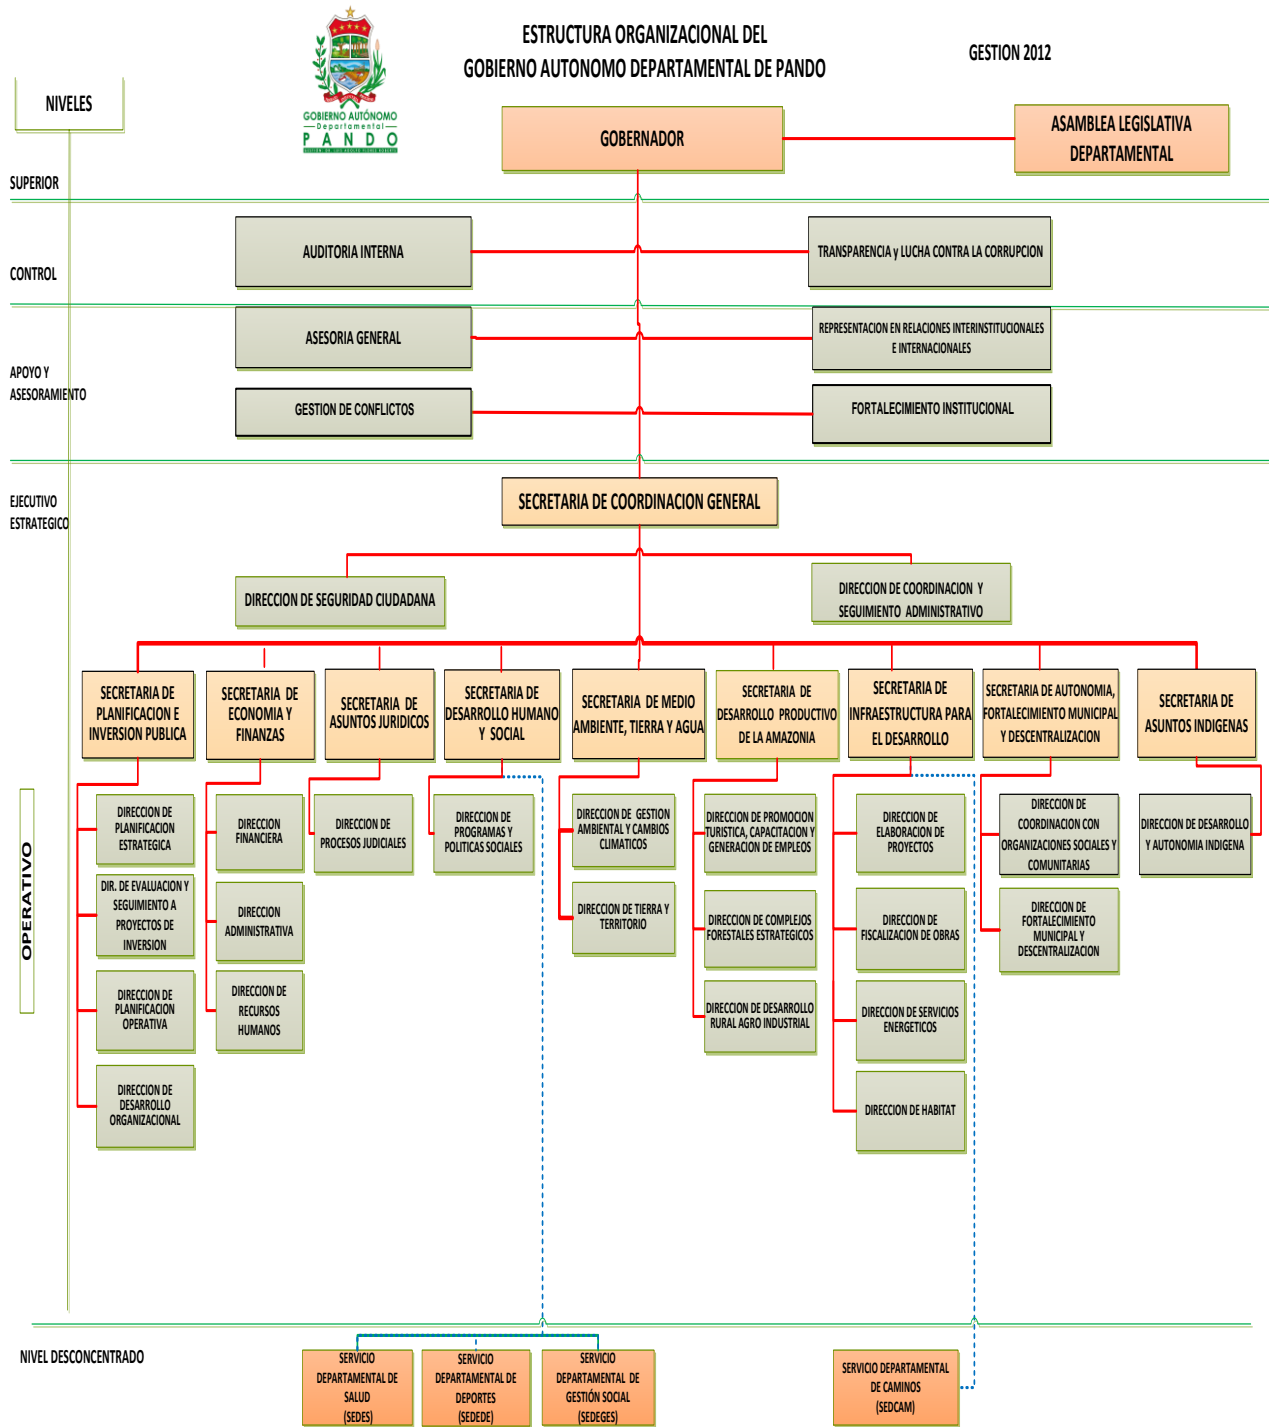 ESTRUCTURA ORGANIZACIONAL DEL
GOBIERNO AUTONOMO DEPARTAMENTAL DE PANDO
GESTION 2012
GOBIERNO AUTÓNOMO
Departamental
PANDO
NIVELES
GOBERNADOR
ASAMBLEA LEGISLATIVA
DEPARTAMENTAL
SUPERIOR
AUDITORIA INTERNA
TRANSPARENCIA y LUCHA CONTRA LA CORRUPCION
CONTROL
ASESORIA GENERAL
REPRESENTACION EN RELACIONES INTERINSTITUCIONALES
E INTERNACIONALES
APOYO Y
ASESORAMIENTO
GESTION DE CONFLICTOS
FORTALECIMIENTO INSTITUCIONAL
EJECUTIVO
ESTRATEGICO
SECRETARIA DE COORDINACION GENERAL
DIRECCION DE SEGURIDAD CIUDADANA
DIRECCION DE COORDINACION Y
SEGUIMIENTO ADMINISTRATIVO
SECRETARIA DE
PLANIFICACION E
INVERSION PUBLICA
SECRETARIA DE
ECONOMIA Y
FINANZAS
SECRETARIA DE
ASUNTOS JURIDICOS
SECRETARIA DE
DESARROLLO HUMANO
Y SOCIAL
SECRETARIA DE MEDIO
AMBIENTE, TIERRA Y AGUA
SECRETARIA DE
DESARROLLO PRODUCTIVO
DE LA AMAZONIA
SECRETARIA DE
INFRAESTRUCTURA PARA
EL DESARROLLO
SECRETARIA DE AUTONOMIA,
FORTALECIMIENTO MUNICIPAL
Y DESCENTRALIZACION
SECRETARIA DE
ASUNTOS INDIGENAS
OPERATIVO
DIRECCION DE
PLANIFICACION
ESTRATEGICA
DIR. DE EVALUACION Y
SEGUIMIENTO A
PROYECTOS DE
INVERSION
DIRECCION DE
PLANIFICACION
OPERATIVA
DIRECCION DE
DESARROLLO
ORGANIZACIONAL
DIRECCION
FINANCIERA
DIRECCION
ADMINISTRATIVA
DIRECCION DE
RECURSOS
HUMANOS
DIRECCION DE
PROCESOS JUDICIALES
DIRECCION DE
PROGRAMAS Y
POLITICAS SOCIALES
DIRECCION DE GESTION
AMBIENTAL Y CAMBIOS
CLIMATICOS
DIRECCION DE TIERRA Y
TERRITORIO
DIRECCION DE PROMOCION
TURISTICA, CAPACITACION Y
GENERACION DE EMPLEOS
DIRECCION DE COMPLEJOS
FORESTALES ESTRATEGICOS
DIRECCION DE DESARROLLO
RURAL AGRO INDUSTRIAL
DIRECCION DE
ELABORACION DE
PROYECTOS
DIRECCION DE
FISCALIZACION DE OBRAS
DIRECCION DE SERVICIOS
ENERGETICOS
DIRECCION DE HABITAT
DIRECCION DE
COORDINACION CON
ORGANIZACIONES SOCIALES Y
COMUNITARIAS
DIRECCION DE
FORTALECIMIENTO
MUNICIPAL Y
DESCENTRALIZACION
DIRECCION DE DESARROLLO
Y AUTONOMIA INDIGENA
NIVEL DESCONCENTRADO
SERVICIO
DEPARTAMENTAL DE
SALUD
(SEDES)
SERVICIO
DEPARTAMENTAL DE
DEPORTES
(SEDEDE)
SERVICIO
DEPARTAMENTAL DE
GESTIÓN SOCIAL
(SEDEGES)
SERVICIO DEPARTAMENTAL
DE CAMINOS
(SEDCAM)